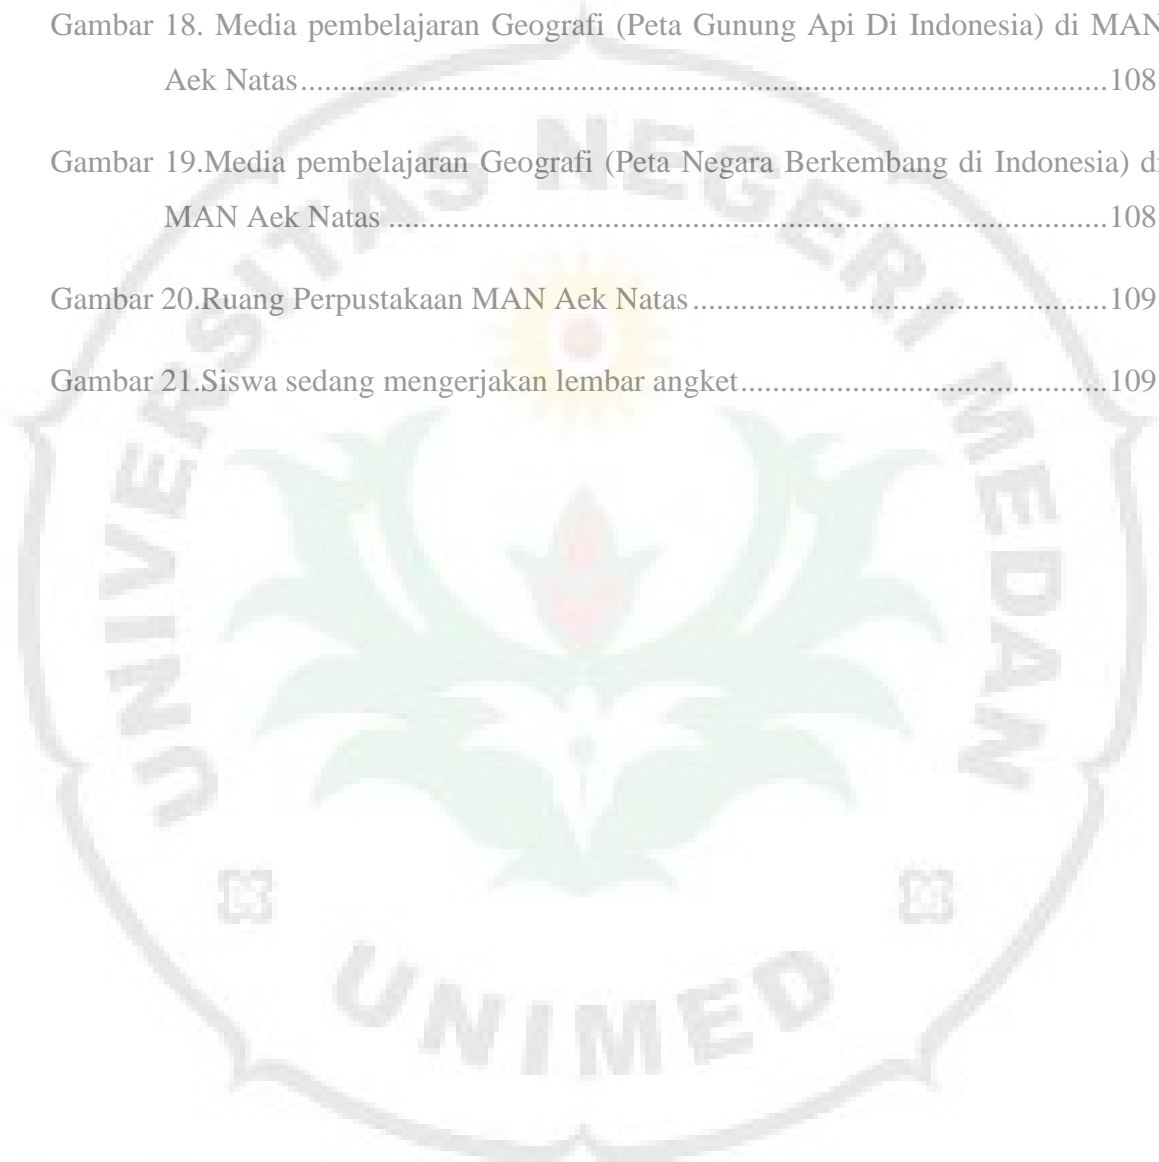 Gambar 18. Media pembelajaran Geografi (Peta Gunung Api Di Indonesia) di MAN
Aek Natas........................................................................................................108
Gambar 19.Media pembelajaran Geografi (Peta Negara Berkembang di Indonesia) di
MAN Aek Natas .............................................................................................108
Gambar 20.Ruang Perpustakaan MAN Aek Natas .....................................................109
Gambar 21.Siswa sedang mengerjakan lembar angket...............................................109
UNIVERSITAS NEGERI MEDAN
UNIMED